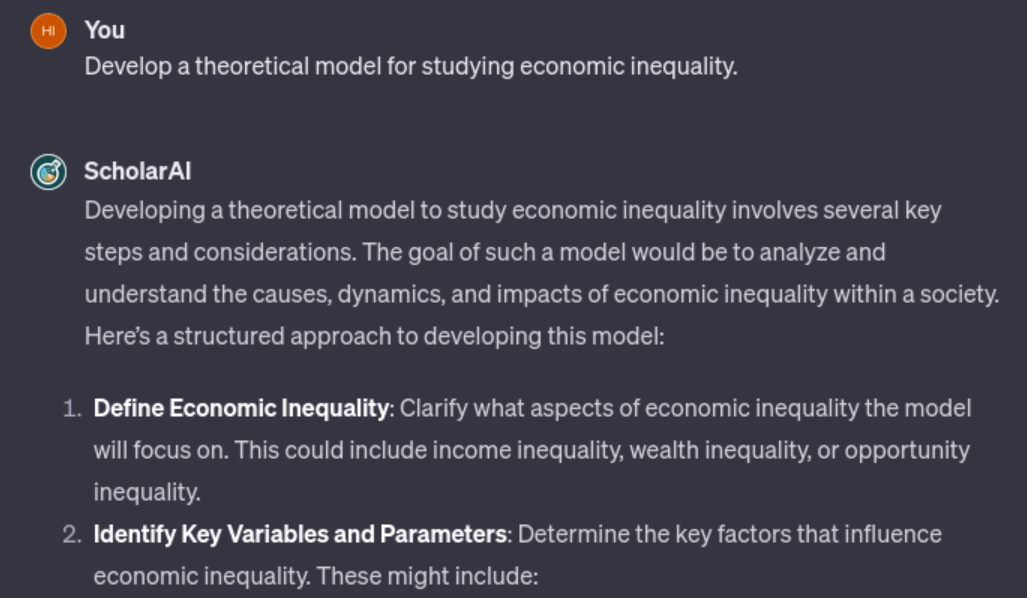 HI
You
Develop a theoretical model for studying economic inequality.
ScholarAI
Developing a theoretical model to study economic inequality involves several key
steps and considerations. The goal of such a model would be to analyze and
understand the causes, dynamics, and impacts of economic inequality within a society.
Here’s a structured approach to developing this model:
1. Define Economic Inequality: Clarify what aspects of economic inequality the model
will focus on. This could include income inequality, wealth inequality, or opportunity
inequality.
2. Identify Key Variables and Parameters: Determine the key factors that influence
economic inequality. These might include: